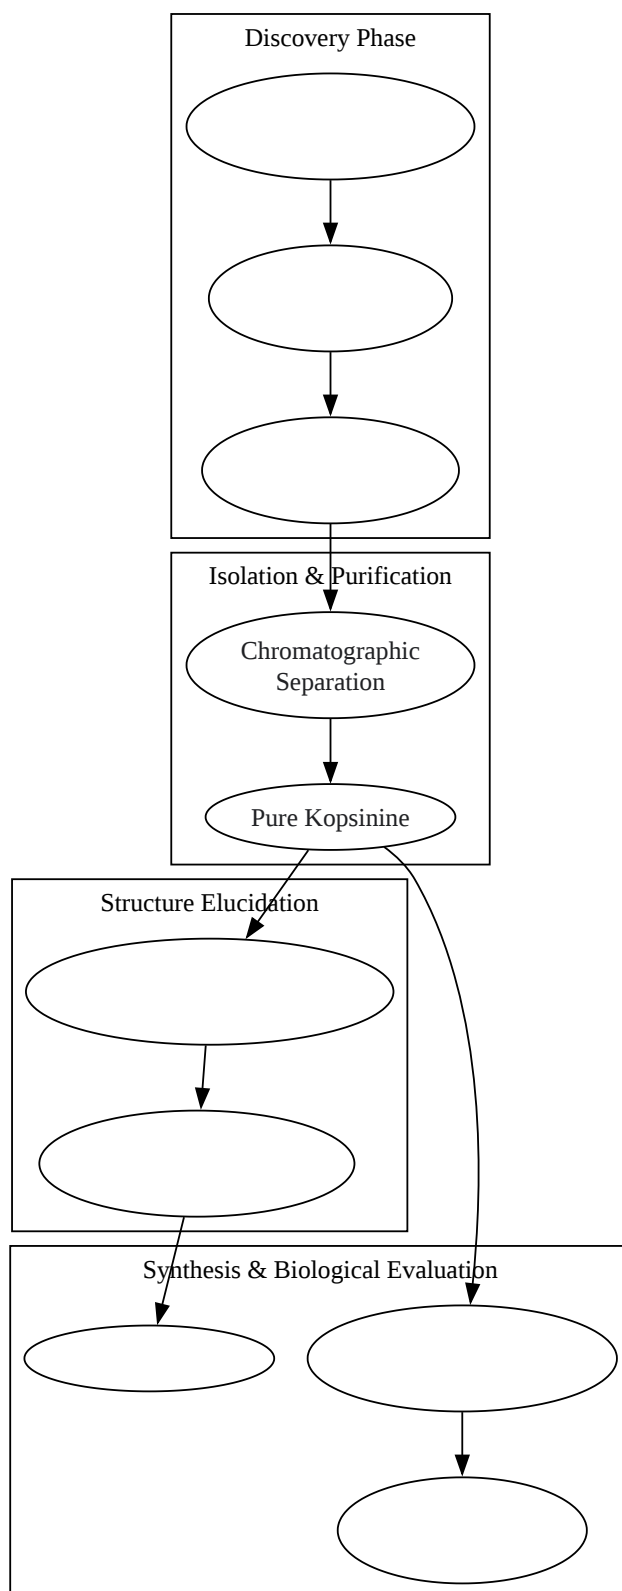 Discovery Phase
Isolation & Purification
Chromatographic
Separation
Pure Kopsinine
Structure Elucidation
Synthesis & Biological Evaluation